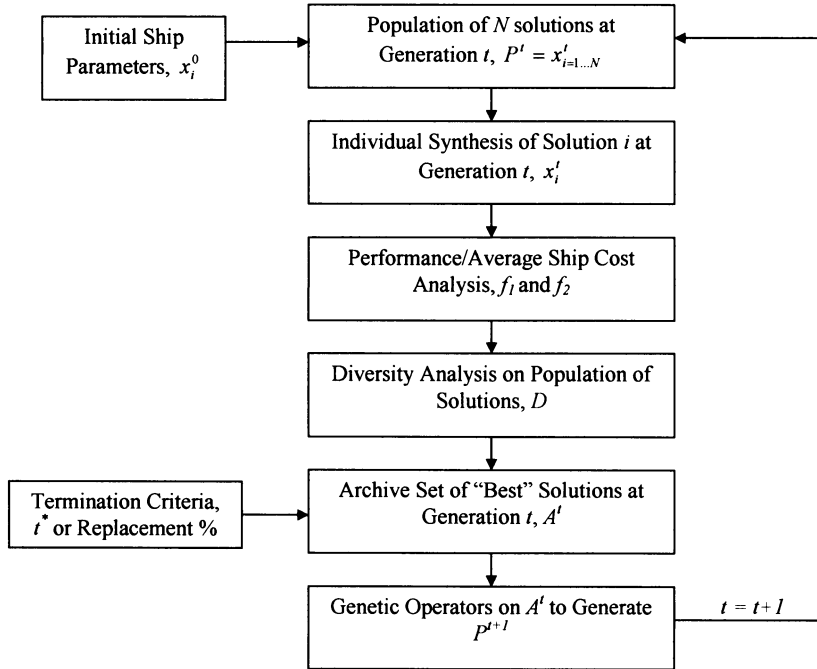 Initial Ship
Parameters, x_i^0
Population of N solutions at
Generation t, P^t = x^t_{i=1...N}
Individual Synthesis of Solution i at
Generation t, x_i^t
Performance/Average Ship Cost
Analysis, f_1 and f_2
Diversity Analysis on Population of
Solutions, D
Termination Criteria,
t^* or Replacement %
Archive Set of “Best” Solutions at
Generation t, A^t
Genetic Operators on A^t to Generate
P^{t+1}
t = t+1